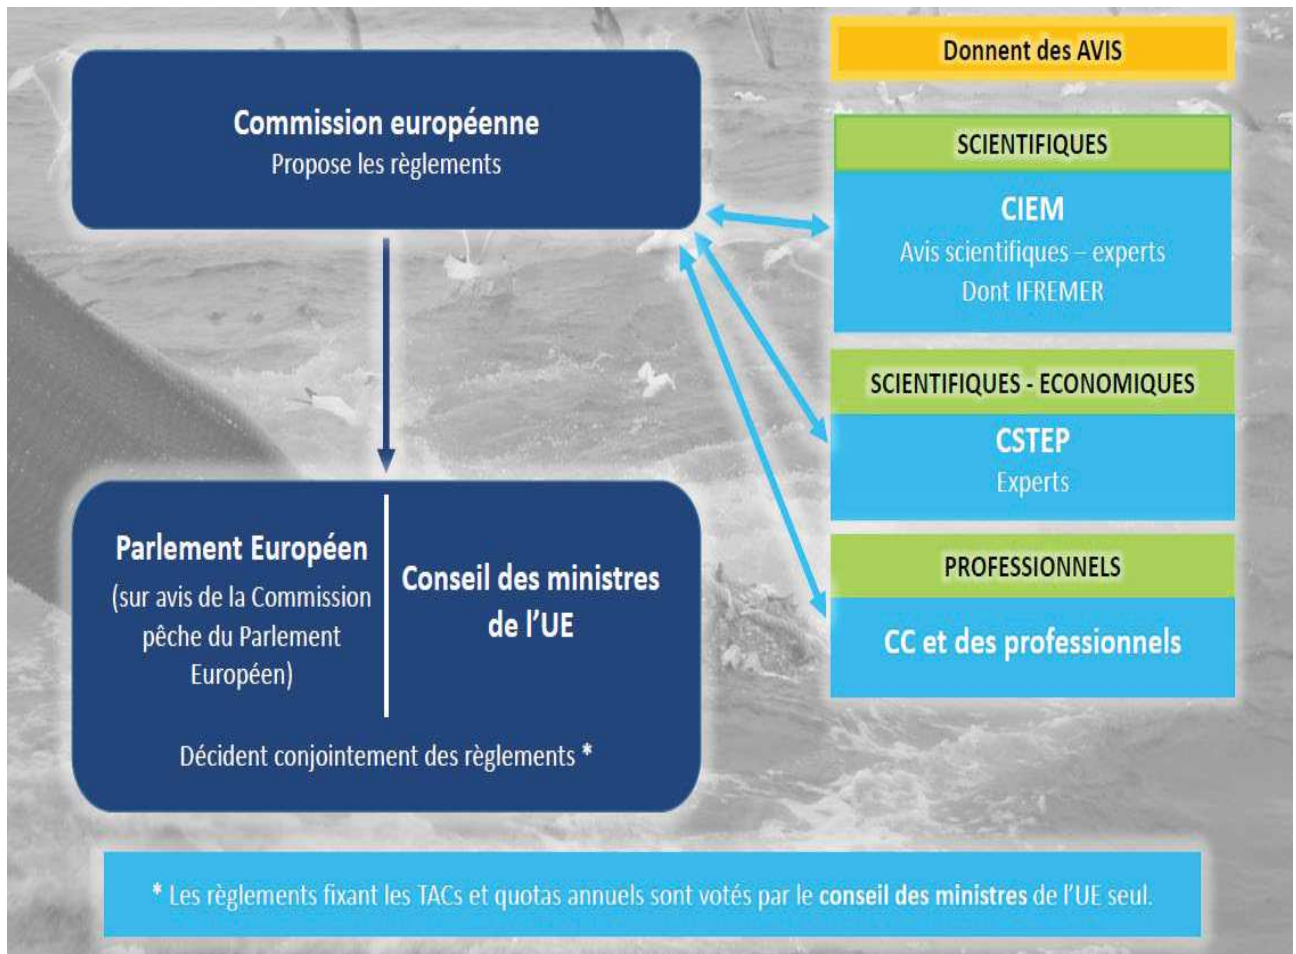 Commission européenne
Propose les règlements
Parlement Européen
(sur avis de la Commission
pêche du Parlement
Européen)
Conseil des ministres
de l'UE
Décident conjointement des règlements *
Donnent des AVIS
SCIENTIFIQUES
CIEM
Avis scientifiques – experts
Dont IFREMER
SCIENTIFIQUES - ECONOMIQUES
CSTEP
Experts
PROFESSIONNELS
CC et des professionnels
* Les règlements fixant les TACs et quotas annuels sont votés par le conseil des ministres de l'UE seul.